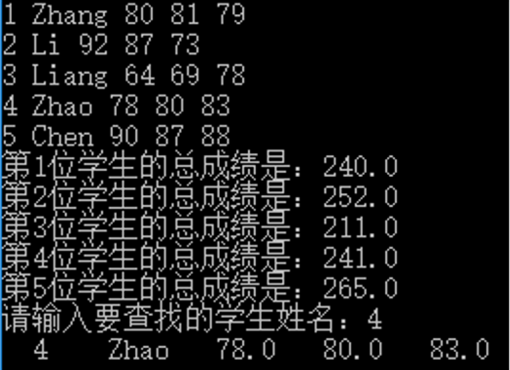 1 Zhang 80 81 79
2 Li 92 87 73
3 Liang 64 69 78
4 Zhao 78 80 83
5 Chen 90 87 88
第1位学生的总成绩是：240.0
第2位学生的总成绩是：252.0
第3位学生的总成绩是：211.0
第4位学生的总成绩是：241.0
第5位学生的总成绩是：265.0
请输入要查找的学生姓名：4
4 Zhao 78.0 80.0 83.0